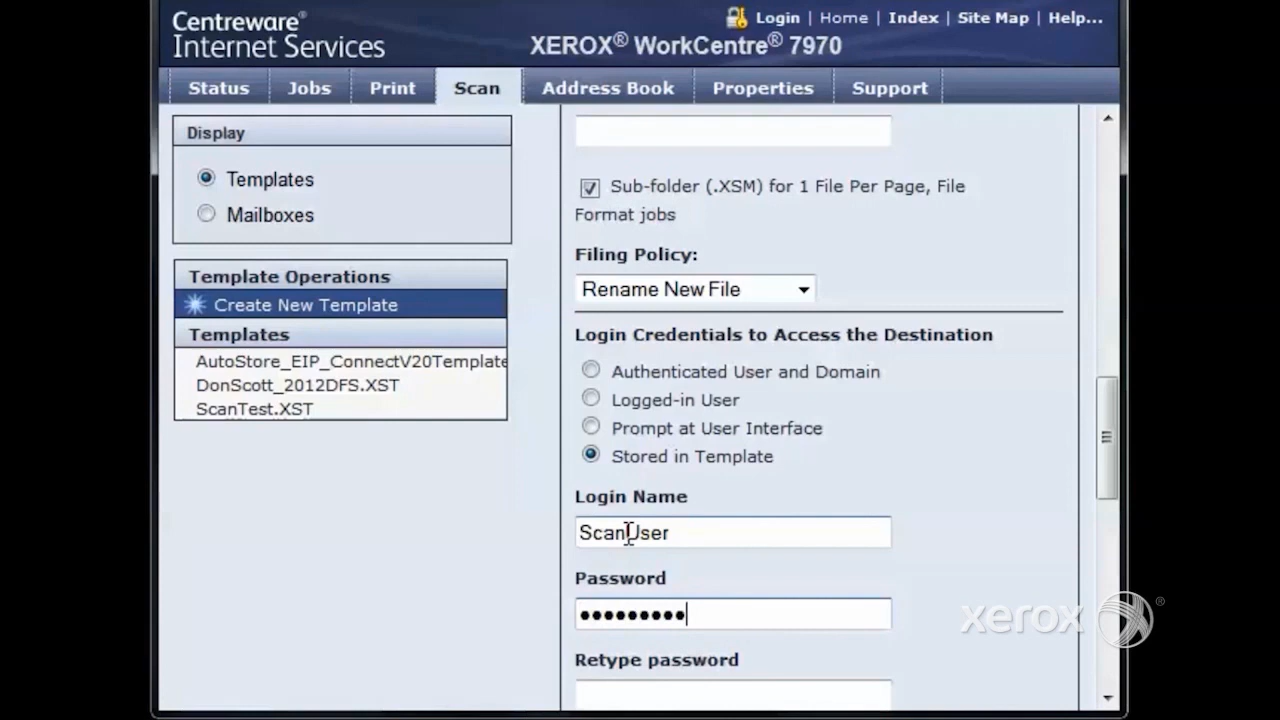 Centreware®
Internet Services
Login | Home | Index | Site Map | Help...
XEROX® WorkCentre® 7970
Status
Jobs
Print
Scan
Address Book
Properties
Support
Display
Templates
Mailboxes
Template Operations
Create New Template
Templates
AutoStore_EIP_ConnectV20Template
DonScott_2012DFS.XST
ScanTest.XST
Sub-folder (.XSM) for 1 File Per Page, File
Format jobs
Filing Policy:
Rename New File
Login Credentials to Access the Destination
Authenticated User and Domain
Logged-in User
Prompt at User Interface
Stored in Template
Login Name
ScanUser
Password
●●●●●●●●●
Retype password
xerox ®